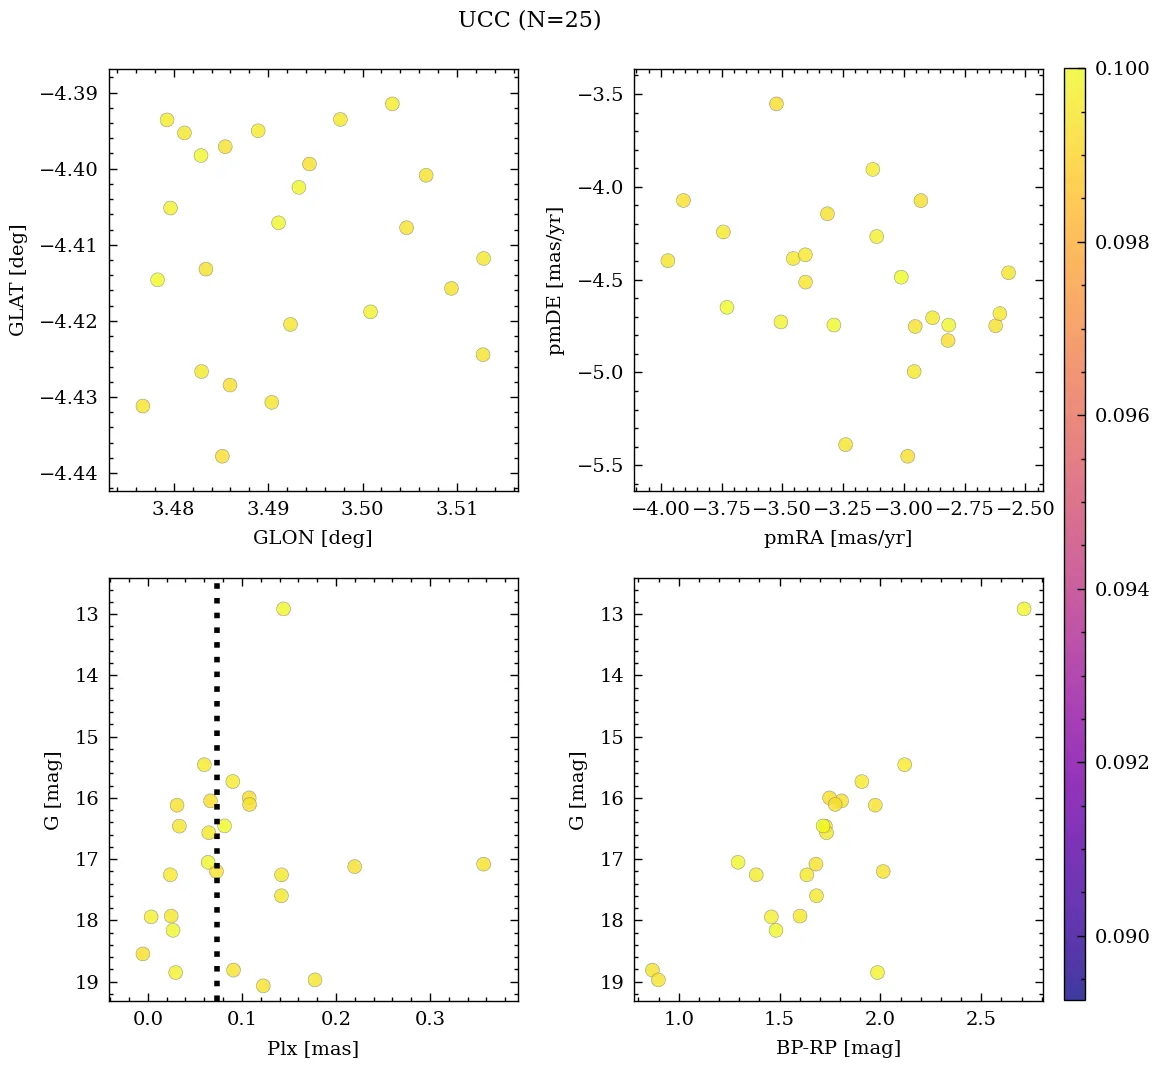 UCC (N=25)
−4.39
−4.40
−4.41
−4.42
−4.43
−4.44
GLAT [deg]
3.48 3.49 3.50 3.51
GLON [deg]
−3.5
−4.0
−4.5
−5.0
−5.5
pmDE [mas/yr]
−4.00 −3.75 −3.50 −3.25 −3.00 −2.75 −2.50
pmRA [mas/yr]
13
14
15
16
17
18
19
G [mag]
0.0 0.1 0.2 0.3
Plx [mas]
13
14
15
16
17
18
19
G [mag]
1.0 1.5 2.0 2.5
BP-RP [mag]
0.100
0.098
0.096
0.094
0.092
0.090